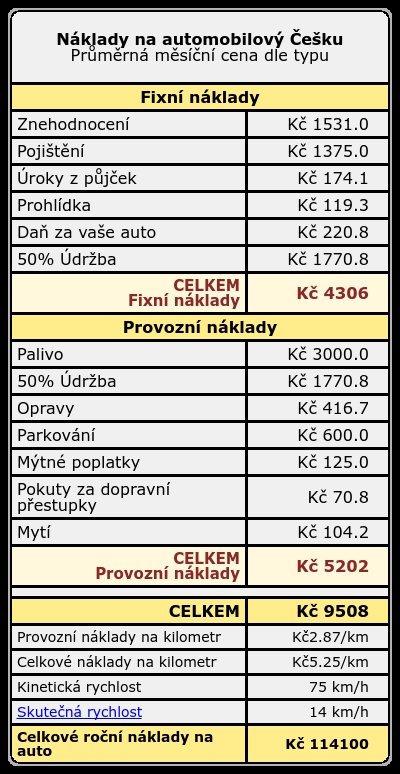 Náklady na automobilový Češku
Průměrná měsíční cena dle typu
Fixní náklady
Znehodnocení Kč 1531.0
Pojištění Kč 1375.0
Úroky z půjček Kč 174.1
Prohlídka Kč 119.3
Daň za vaše auto Kč 220.8
50% Údržba Kč 1770.8
CELKEM
Fixní náklady Kč 4306
Provozní náklady
Palivo Kč 3000.0
50% Údržba Kč 1770.8
Opravy Kč 416.7
Parkování Kč 600.0
Mýtné poplatky Kč 125.0
Pokuty za dopravní
přestupky Kč 70.8
Mytí Kč 104.2
CELKEM
Provozní náklady Kč 5202
CELKEM Kč 9508
Provozní náklady na kilometr Kč2.87/km
Celkové náklady na kilometr Kč5.25/km
Kinetická rychlost 75 km/h
Skutečná rychlost 14 km/h
Celkové roční náklady na
auto Kč 114100